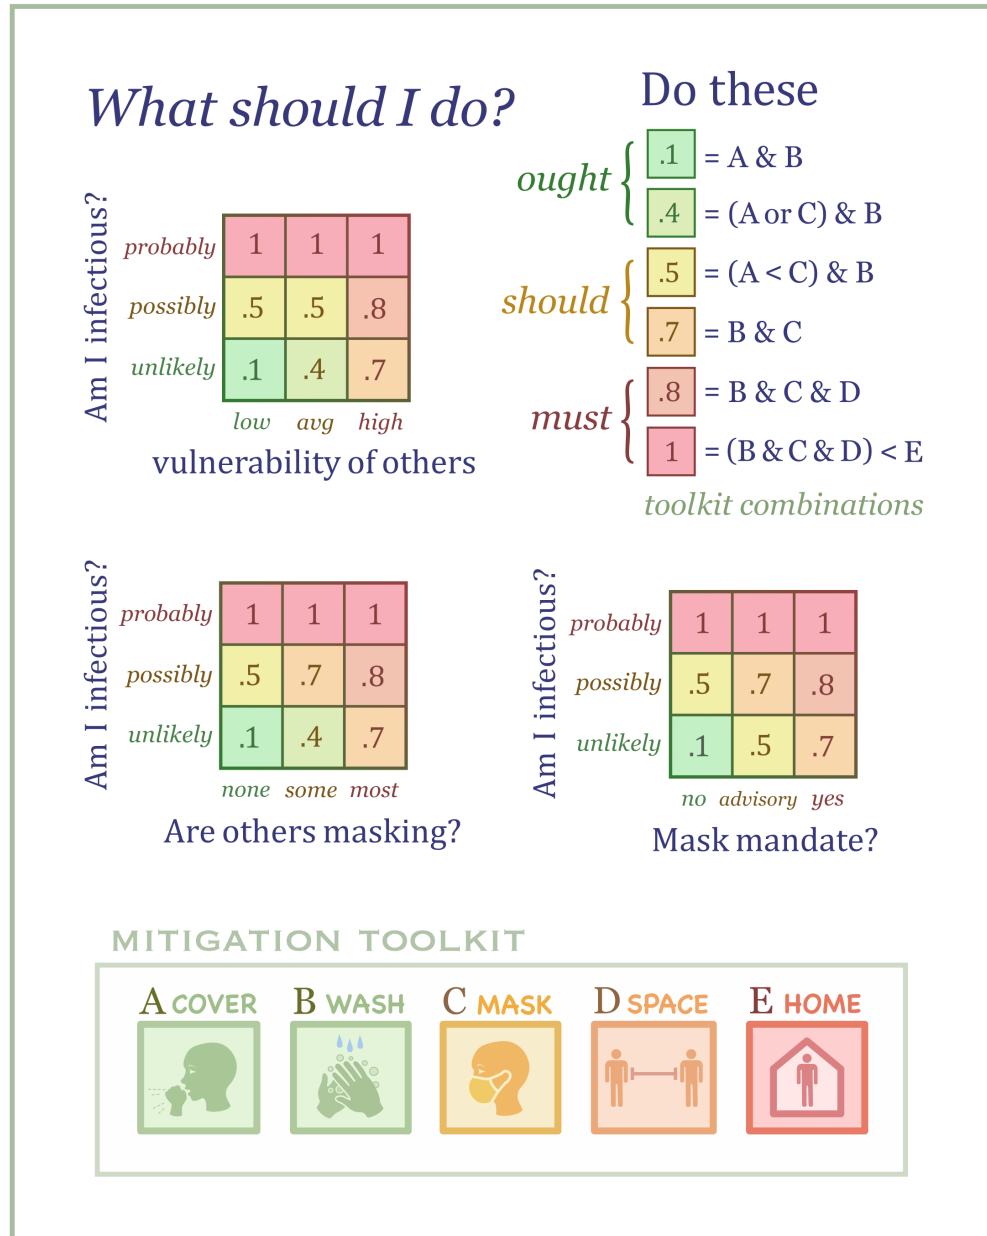 What should I do?
Do these
ought
.1 = A & B
.4 = (A or C) & B
should
.5 = (A < C) & B
.7 = B & C
must
.8 = B & C & D
1 = (B & C & D) < E
toolkit combinations
Am I infectious?
probably 1 1 1
possibly .5 .5 .8
unlikely .1 .4 .7
low avg high
vulnerability of others
Am I infectious?
probably 1 1 1
possibly .5 .7 .8
unlikely .1 .4 .7
none some most
Are others masking?
Am I infectious?
probably 1 1 1
possibly .5 .7 .8
unlikely .1 .5 .7
no advisory yes
Mask mandate?
MITIGATION TOOLKIT
A COVER
B WASH
C MASK
D SPACE
E HOME